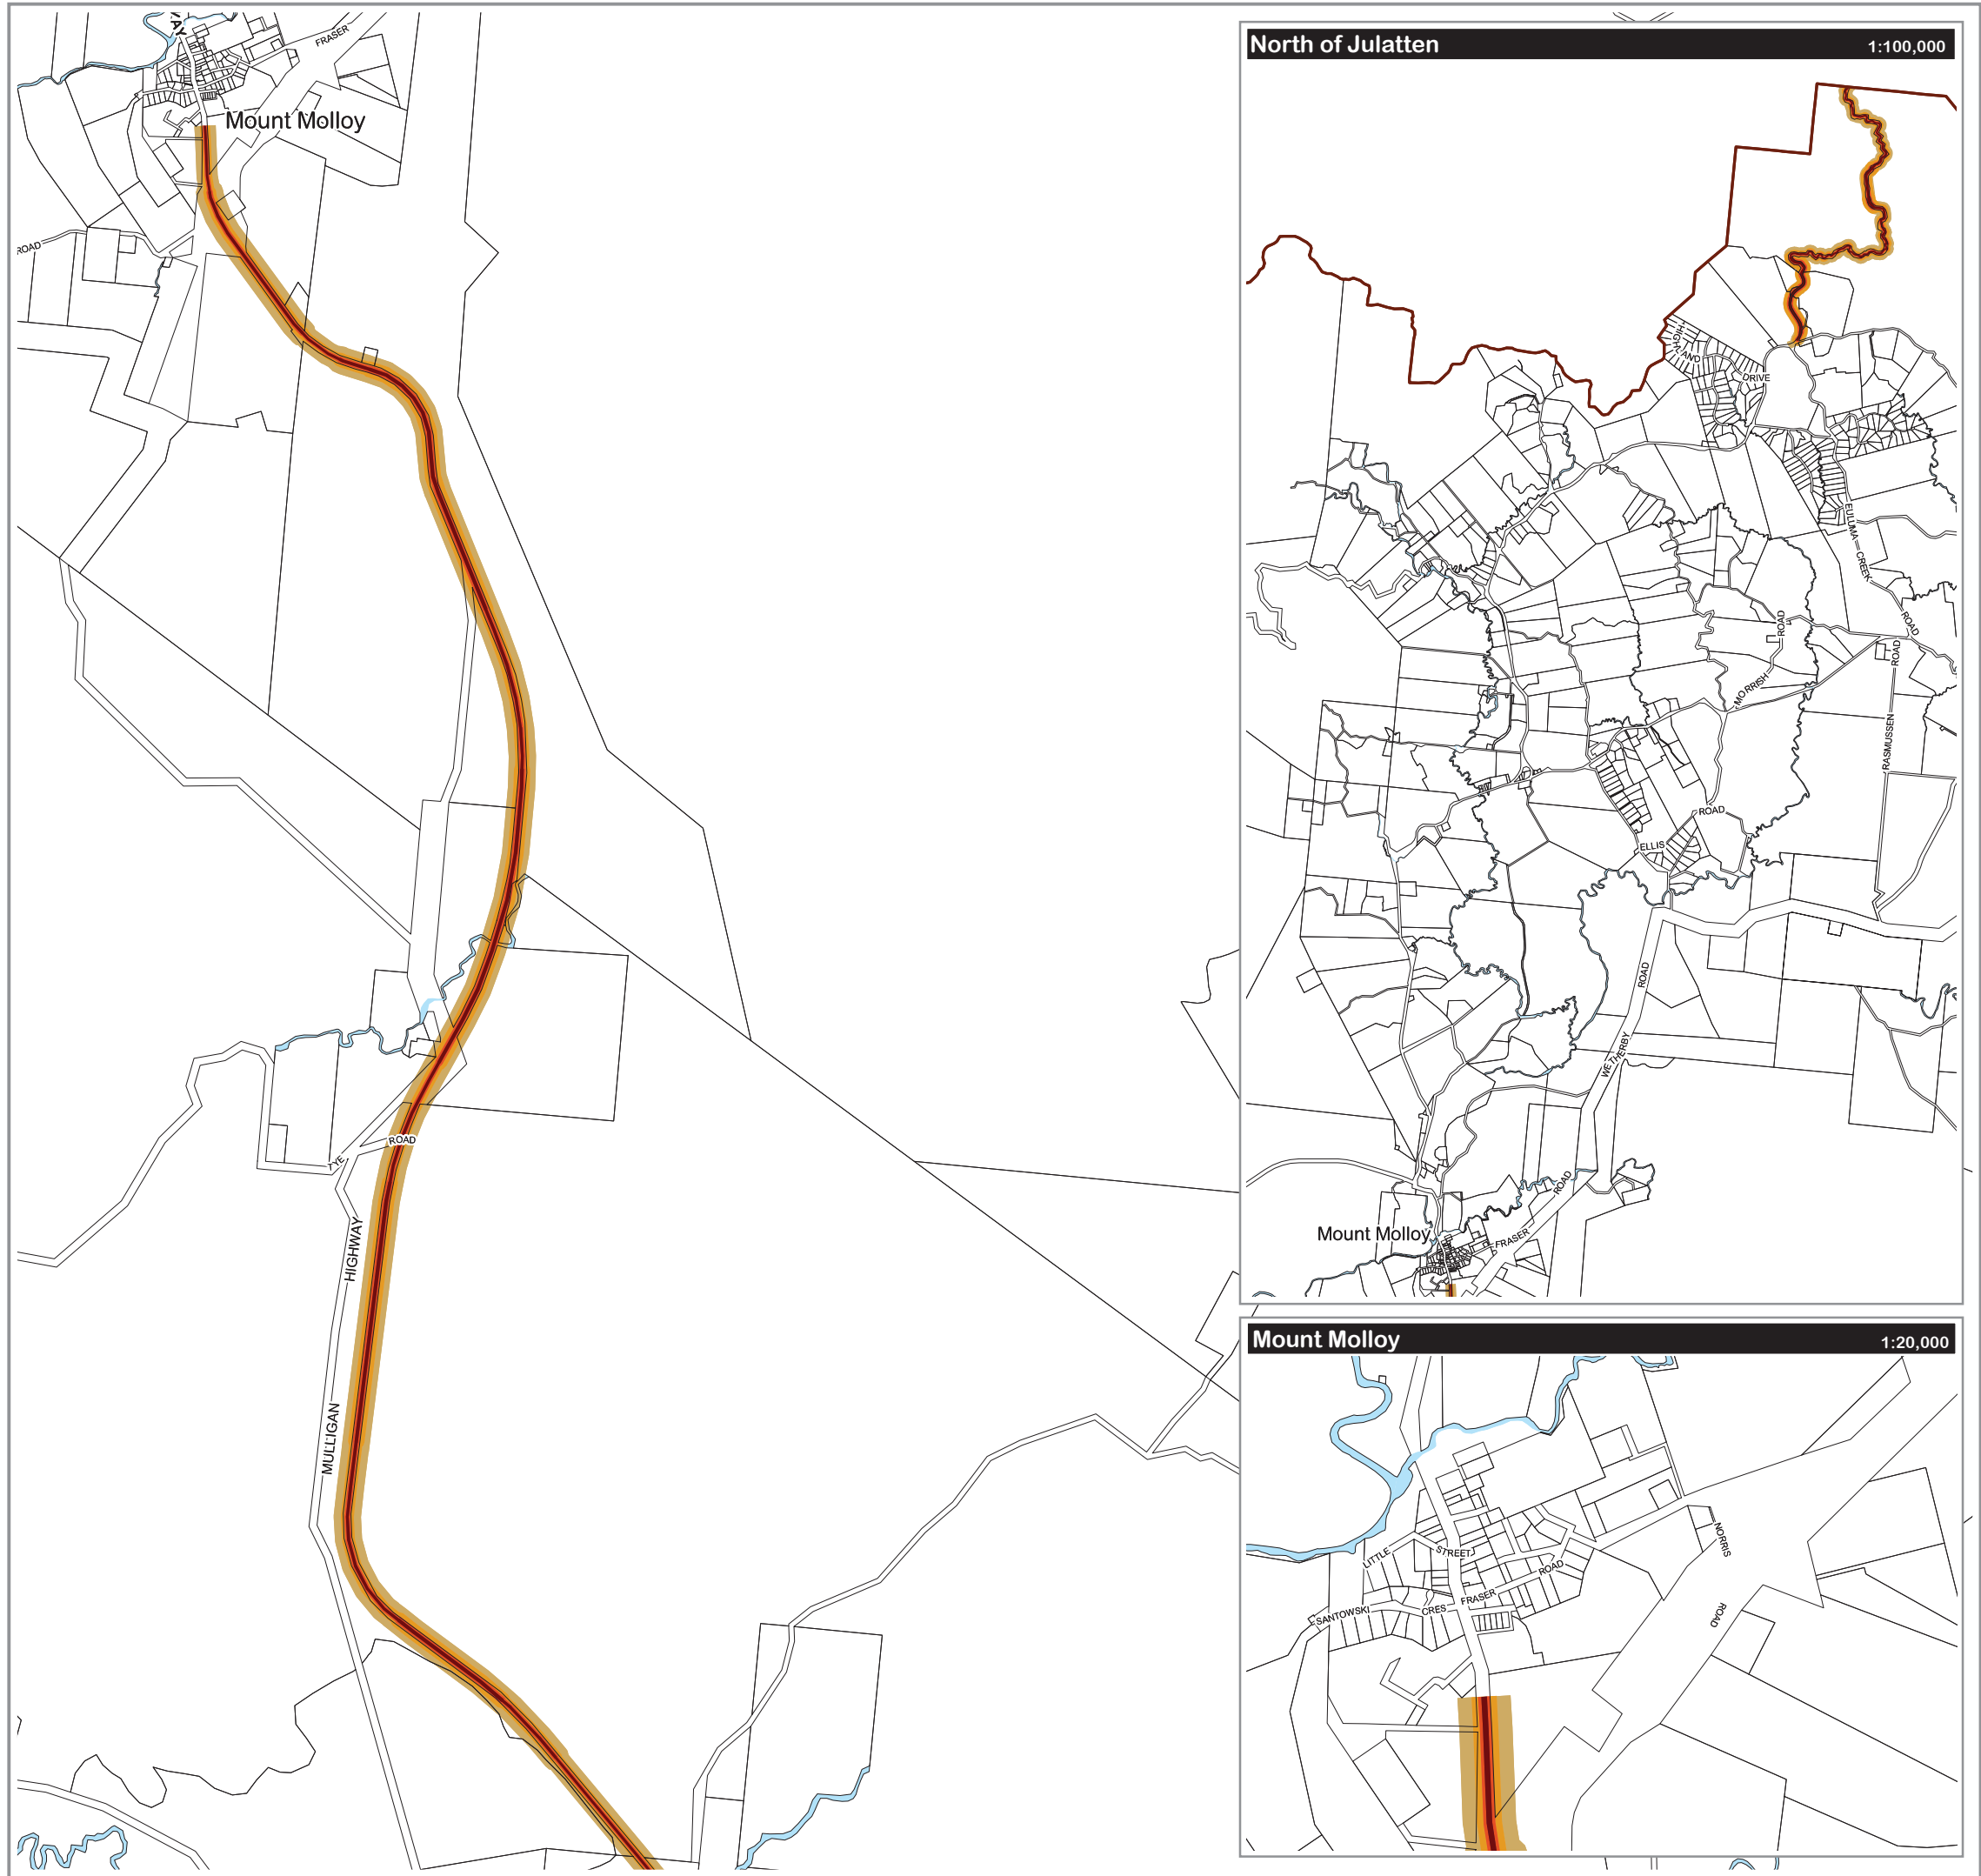 WAY
FRASER
Mount Molloy
ROAD
ROAD
TYE
HIGHWAY
MULLIGAN
North of Julatten
1:100,000
HIGHLAND
DRIVE
EULUMA CREEK
ROAD
ROAD
ROAD
MORRISH
RASMUSSEN
ROAD
ELLIS
ROAD
WETHERBY
ROAD
FRASER
Mount Molloy
Mount Molloy
1:20,000
LITTLE STREET
NORRIS
ROAD
FRASER ROAD
SANTOWSKI CRES